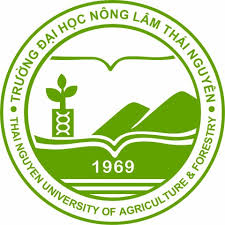 TRƯỜNG ĐẠI HỌC NÔNG LÂM THÁI NGUYÊN
1969
THAI NGUYEN UNIVERSITY OF AGRICULTURE & FORESTRY